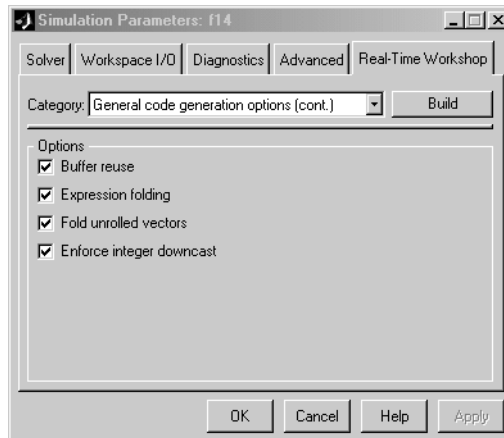 Simulation Parameters: f14
Solver Workspace I/O Diagnostics Advanced Real-Time Workshop
Category: General code generation options (cont.) Build
Options
Buffer reuse
Expression folding
Fold unrolled vectors
Enforce integer downcast
OK Cancel Help Apply